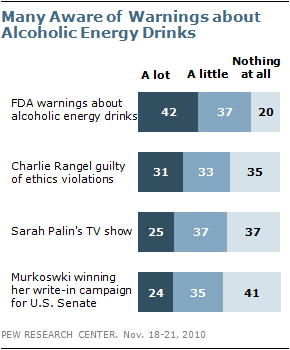 Many Aware of Warnings about
Alcoholic Energy Drinks
A lot A little Nothing
at all
FDA warnings about
alcoholic energy drinks
42 37 20
Charlie Rangel guilty
of ethics violations
31 33 35
Sarah Palin's TV show
25 37 37
Murkoswki winning
her write-in campaign
for U.S. Senate
24 35 41
PEW RESEARCH CENTER. Nov. 18-21, 2010